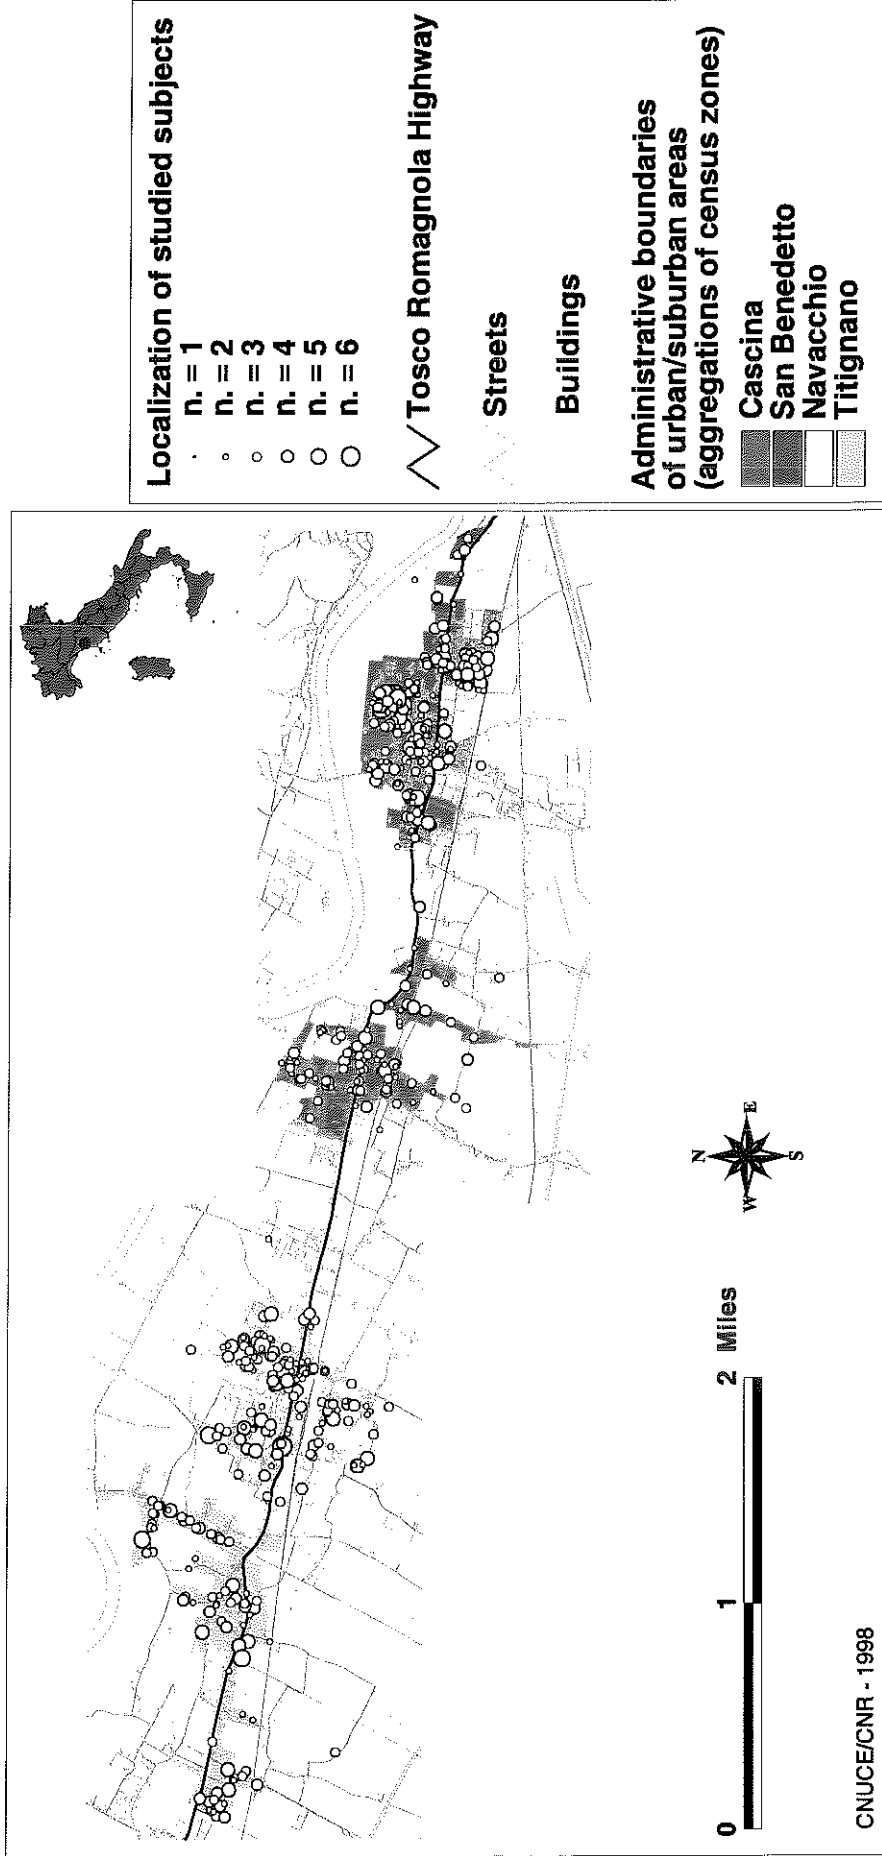 Localization of studied subjects
n. = 1
n. = 2
n. = 3
n. = 4
n. = 5
n. = 6
Tosco Romagnola Highway
Streets
Buildings
Administrative boundaries
of urban/suburban areas
(aggregations of census zones)
Cascina
San Benedetto
Navacchio
Titignano
N
W
E
S
0
1
2 Miles
CNUCE/CNR - 1998